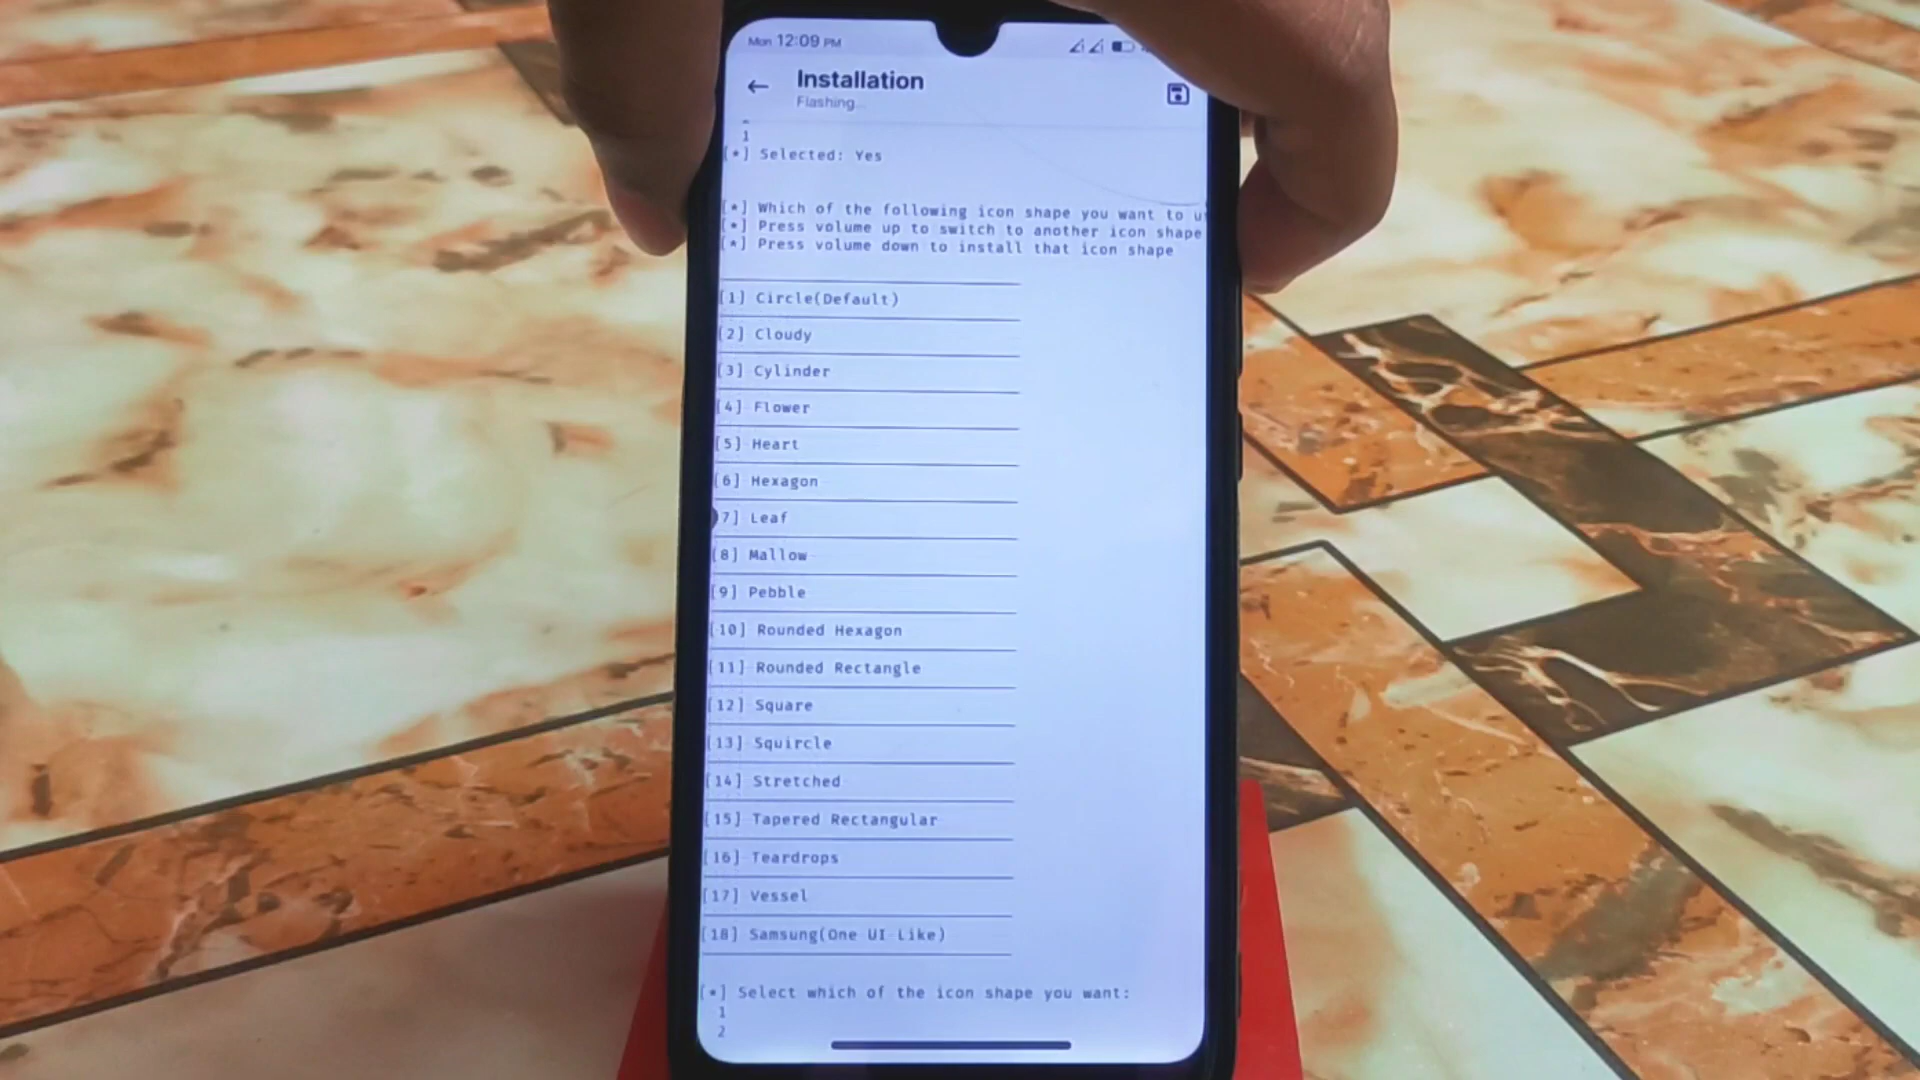 Mon 12:09 PM
Installation
Flashing...
1
[*] Selected: Yes
[*] Which of the following icon shape you want to
[*] Press volume up to switch to another icon shape
[*] Press volume down to install that icon shape
[1] Circle(Default)
[2] Cloudy
[3] Cylinder
[4] Flower
[5] Heart
[6] Hexagon
7] Leaf
[8] Mallow
[9] Pebble
[10] Rounded Hexagon
[11] Rounded Rectangle
[12] Square
[13] Squircle
[14] Stretched
[15] Tapered Rectangular
[16] Teardrops
[17] Vessel
[18] Samsung(One UI Like)
[*] Select which of the icon shape you want:
1
2